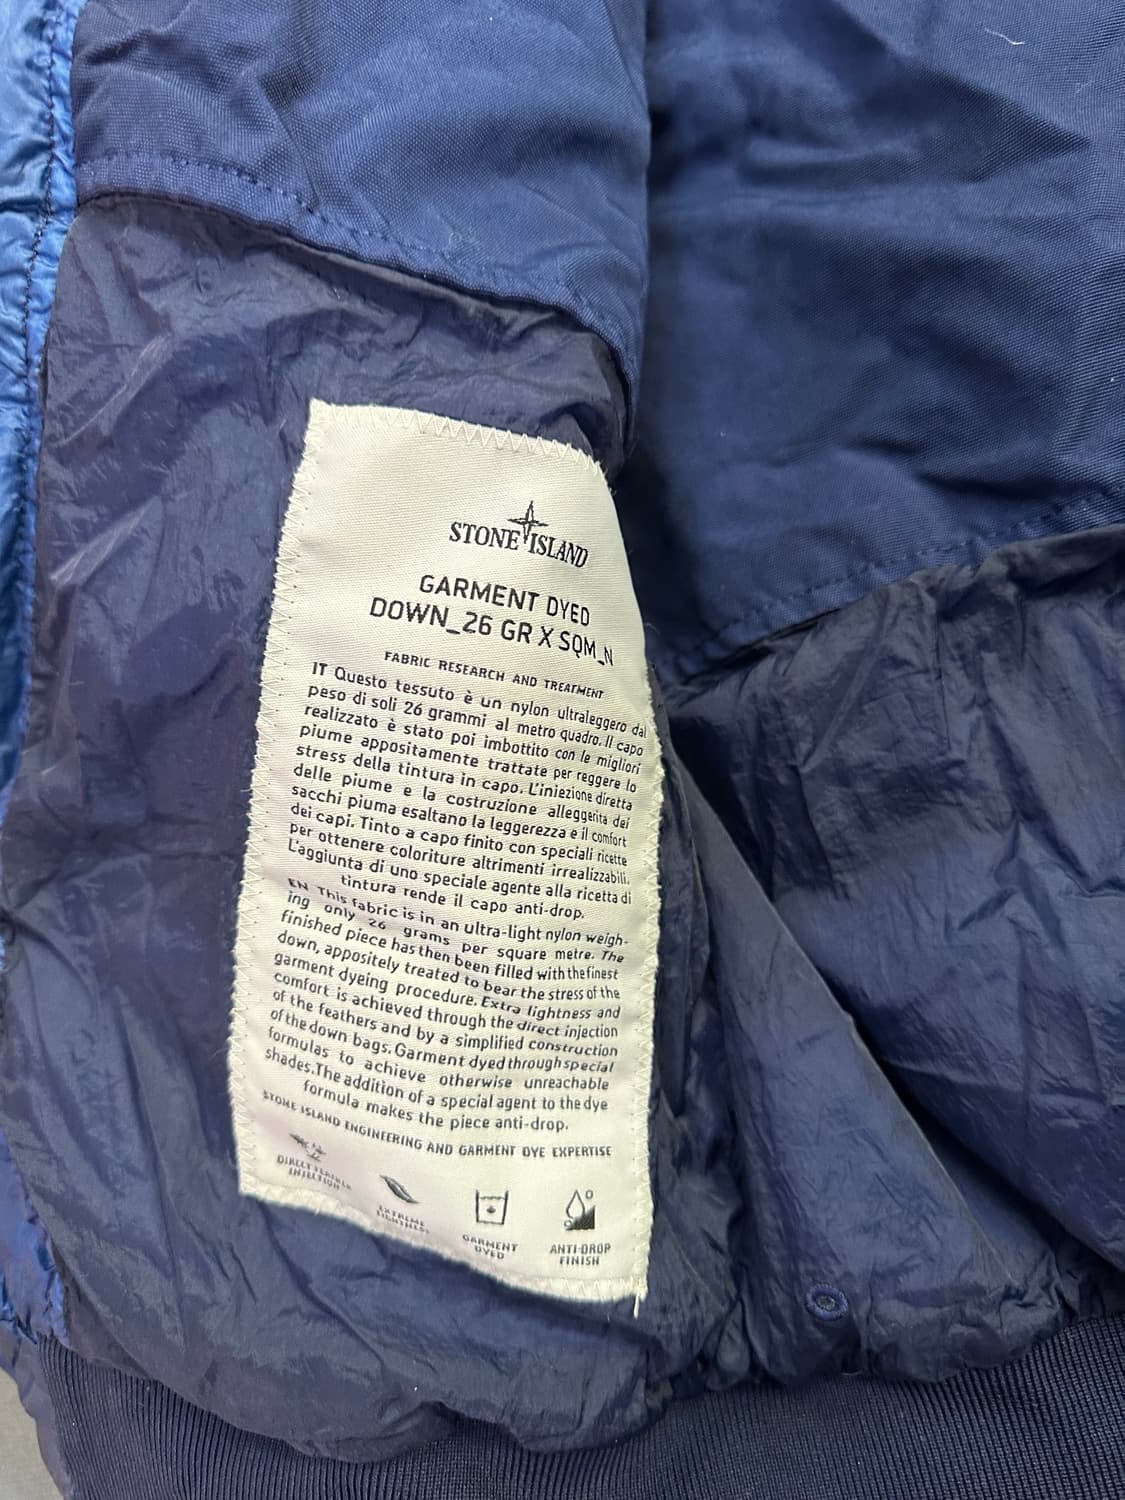 STONE ISLAND
GARMENT DYED
DOWN_26 GR X SQM_N
FABRIC RESEARCH AND TREATMENT
IT Questo tessuto è un nylon ultraleggero dal
peso di soli 26 grammi al metro quadro. Il capo
realizzato è stato poi imbottito con le migliori
piume appositamente trattate per reggere lo
stress della tintura in capo. L'iniezione diretta
delle piume e la costruzione alleggerita dei
sacchi piuma esaltano la leggerezza e il comfort
dei capi. Tinto a capo finito con speciali ricette
per ottenere coloriture altrimenti irrealizzabili.
L'aggiunta di uno speciale agente alla ricetta di
tintura rende il capo anti-drop.
EN This fabric is in an ultra-light nylon weigh-
ing only 26 grams per square metre. The
finished piece has then been filled with the finest
down, appositely treated to bear the stress of the
garment dyeing procedure. Extra lightness and
comfort is achieved through the direct injection
of the feathers and by a simplified construction
of the down bags. Garment dyed through special
formulas to achieve otherwise unreachable
shades. The addition of a special agent to the dye
formula makes the piece anti-drop.
STONE ISLAND ENGINEERING AND GARMENT DYE EXPERTISE
DIRECT FEATHER
INJECTION
EXTREME
LIGHTNESS
GARMENT
DYED
ANTI-DROP
FINISH